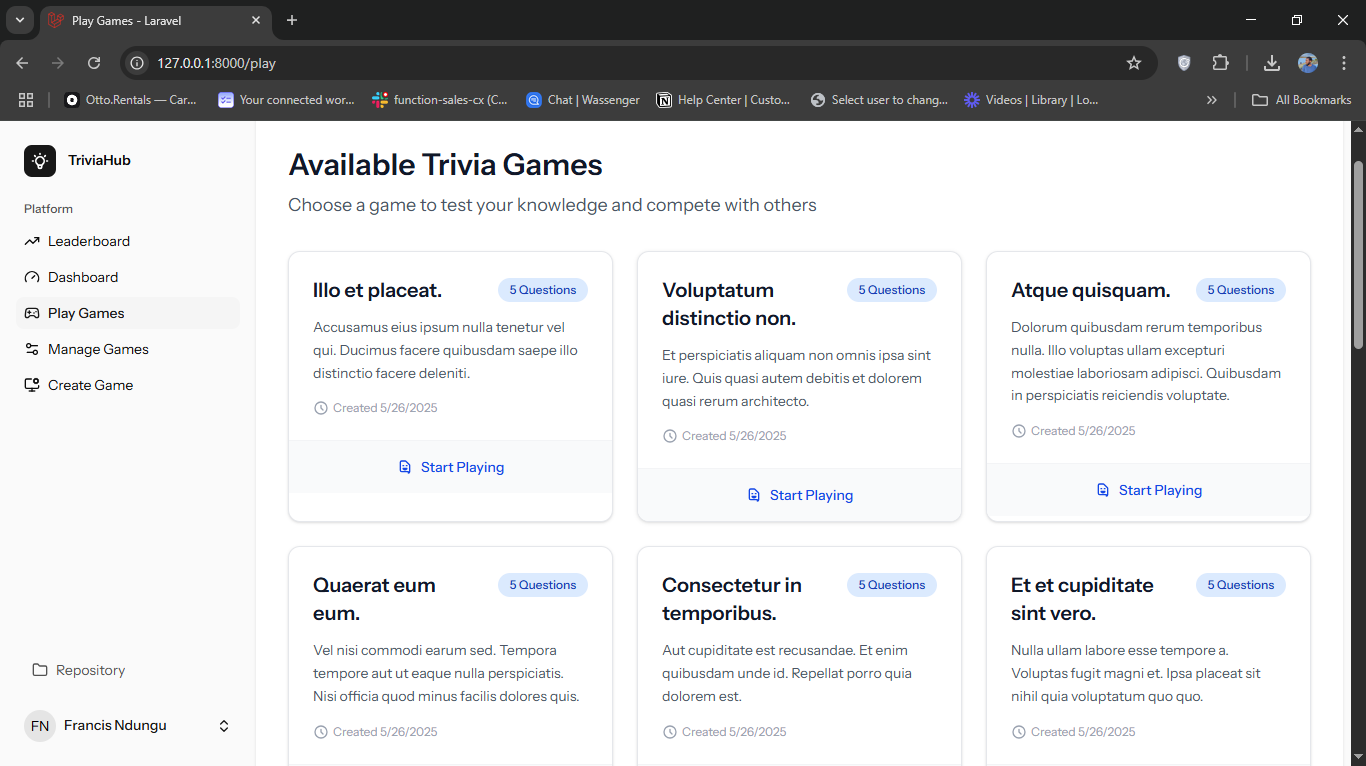 Play Games - Laravel
127.0.0.1:8000/play
Otto.Rentals — Car...
Your connected wor...
function-sales-cx (C...
Chat | Wassenger
Help Center | Custo...
Select user to chang...
Videos | Library | Lo...
All Bookmarks
TriviaHub
Platform
Leaderboard
Dashboard
Play Games
Manage Games
Create Game
Repository
FN
Francis Ndungu
Available Trivia Games
Choose a game to test your knowledge and compete with others
Illo et placeat.
5 Questions
Accusamus eius ipsum nulla tenetur vel
qui. Ducimus facere quibusdam saepe illo
distinctio facere deleniti.
Created 5/26/2025
Start Playing
Voluptatum
distinctio non.
5 Questions
Et perspiciatis aliquam non omnis ipsa sint
iure. Quis quasi autem debitis et dolorem
quasi rerum architecto.
Created 5/26/2025
Start Playing
Atque quisquam.
5 Questions
Dolorum quibusdam rerum temporibus
nulla. Illo voluptas ullam excepturi
molestiae laboriosam adipisci. Quibusdam
in perspiciatis reiciendis voluptate.
Created 5/26/2025
Start Playing
Quaerat eum
eum.
5 Questions
Vel nisi commodi earum sed. Tempora
tempore aut ut eaque nulla perspiciatis.
Nisi officia quod minus facilis dolores quis.
Created 5/26/2025
Consectetur in
temporibus.
5 Questions
Aut cupiditate est recusandae. Et enim
quibusdam unde id. Repellat porro quia
dolorem est.
Created 5/26/2025
Et et cupiditate
sint vero.
5 Questions
Nulla ullam labore esse tempore a.
Voluptas fugit magni et. Ipsa placeat sit
nihil quia voluptatum quo quo.
Created 5/26/2025